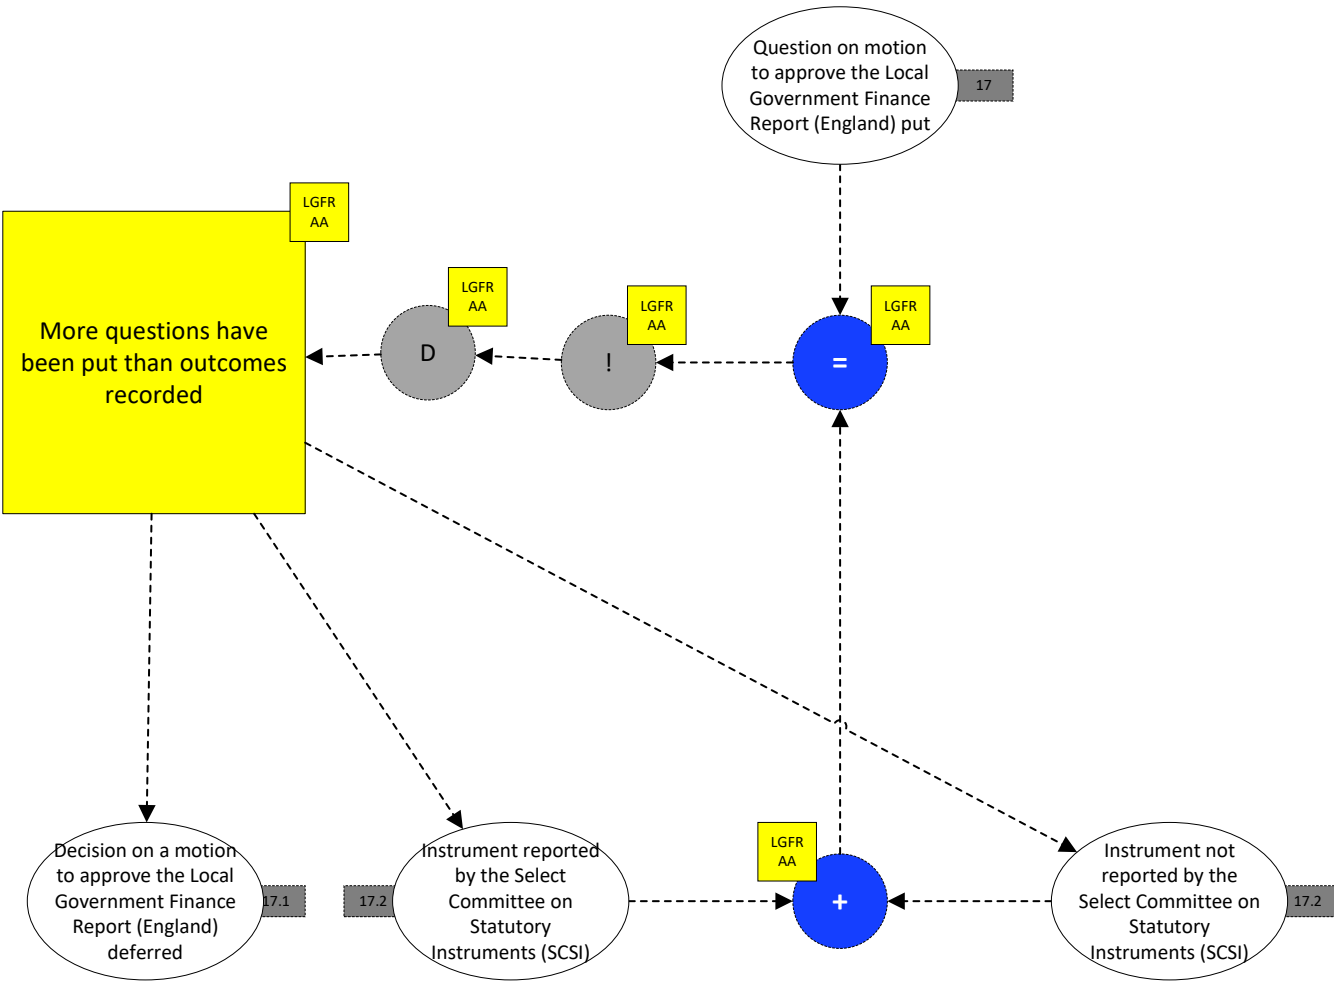 Question on motion
to approve the Local
Government Finance
Report (England) put
17
LGFR
AA
More questions have
been put than outcomes
recorded
LGFR
AA
D
LGFR
AA
!
LGFR
AA
=
LGFR
AA
+
Decision on a motion
to approve the Local
Government Finance
Report (England)
deferred
17.1
17.2
Instrument reported
by the Select
Committee on
Statutory
Instruments (SCSI)
Instrument not
reported by the
Select Committee on
Statutory
Instruments (SCSI)
17.2